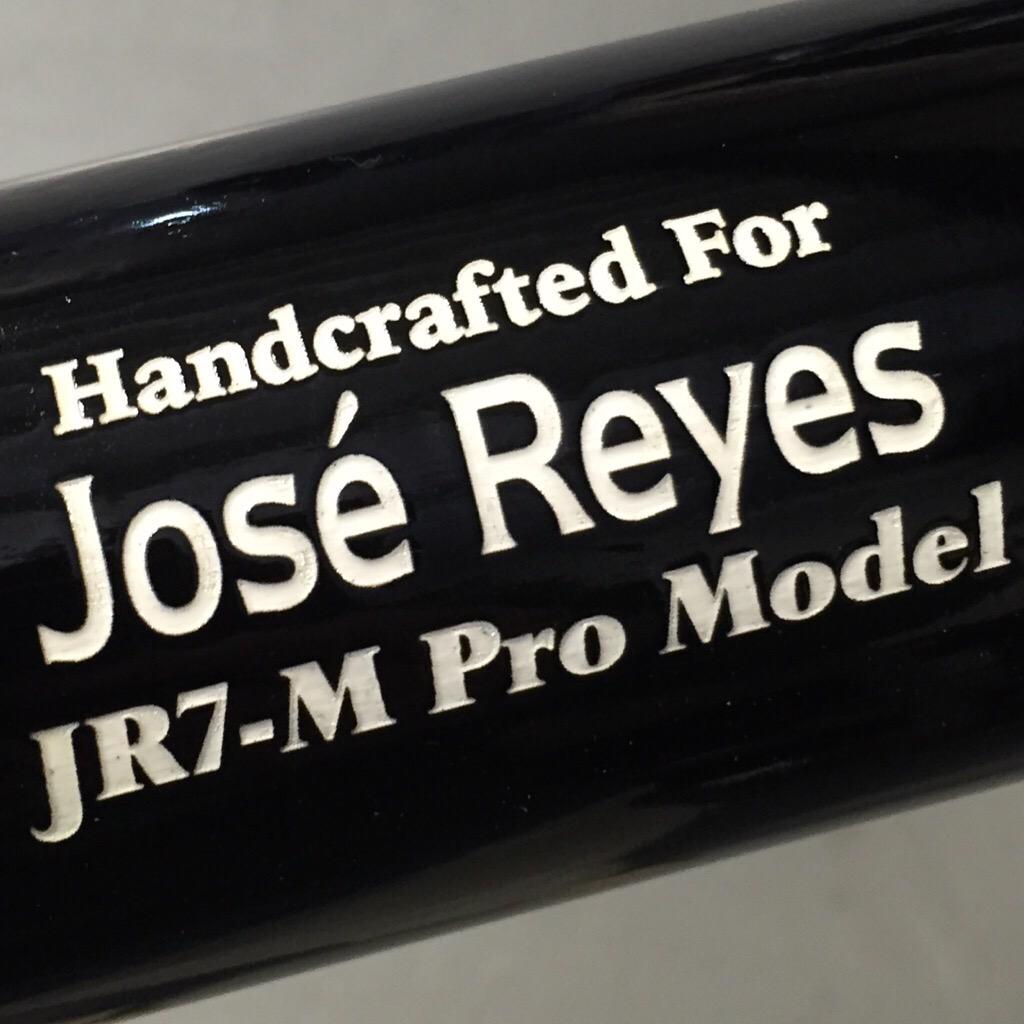 Handcrafted For
José Reyes
JR7-M Pro Model